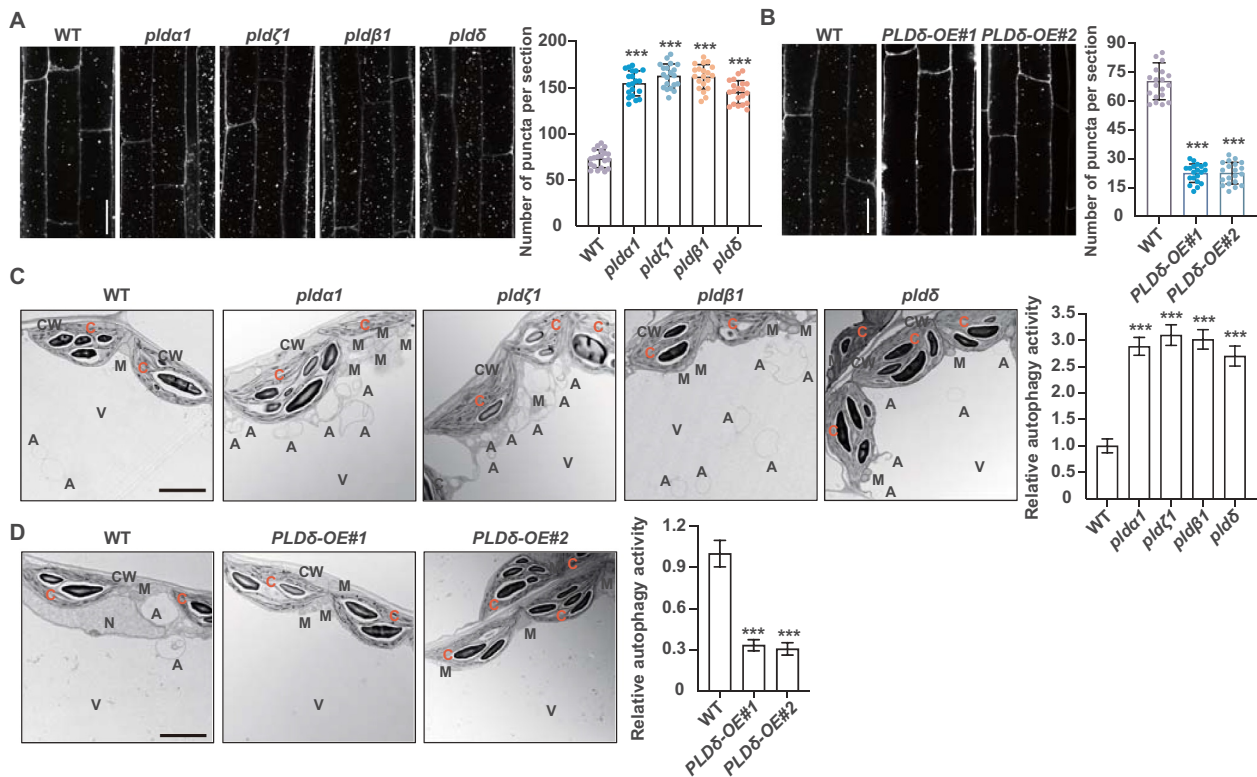 A
WT
pldα1
pldζ1
pldβ1
pldδ
Number of puncta per section
200
150
100
50
0
***
***
***
***
WT
pldα1
pldζ1
pldβ1
pldδ
B
WT
PLDδ-OE#1
PLDδ-OE#2
Number of puncta per section
90
75
60
45
30
15
0
***
***
WT
PLDδ-OE#1
PLDδ-OE#2
C
WT
CW
C
C
CW
M
V
A
A
pldα1
C
M
CW
M
M
M
C
A
A
A
A
A
A
V
pldζ1
C
C
CW
A
M
A
C
M
A
A
A
V
C
pldβ1
C
M
M
C
M
M
A
A
V
A
A
A
A
pldδ
C
C
M
CW
C
M
CW
A
A
A
C
V
M
A
Relative autophagy activity
3.5
3.0
2.5
2.0
1.5
1.0
0.5
0
***
***
***
***
WT
pldα1
pldζ1
pldβ1
pldδ
D
WT
CW
M
C
C
A
N
A
V
PLDδ-OE#1
CW
M
C
M
M
C
V
PLDδ-OE#2
C
M
C
C
M
C
M
V
Relative autophagy activity
1.2
0.9
0.6
0.3
0
***
***
WT
PLDδ-OE#1
PLDδ-OE#2